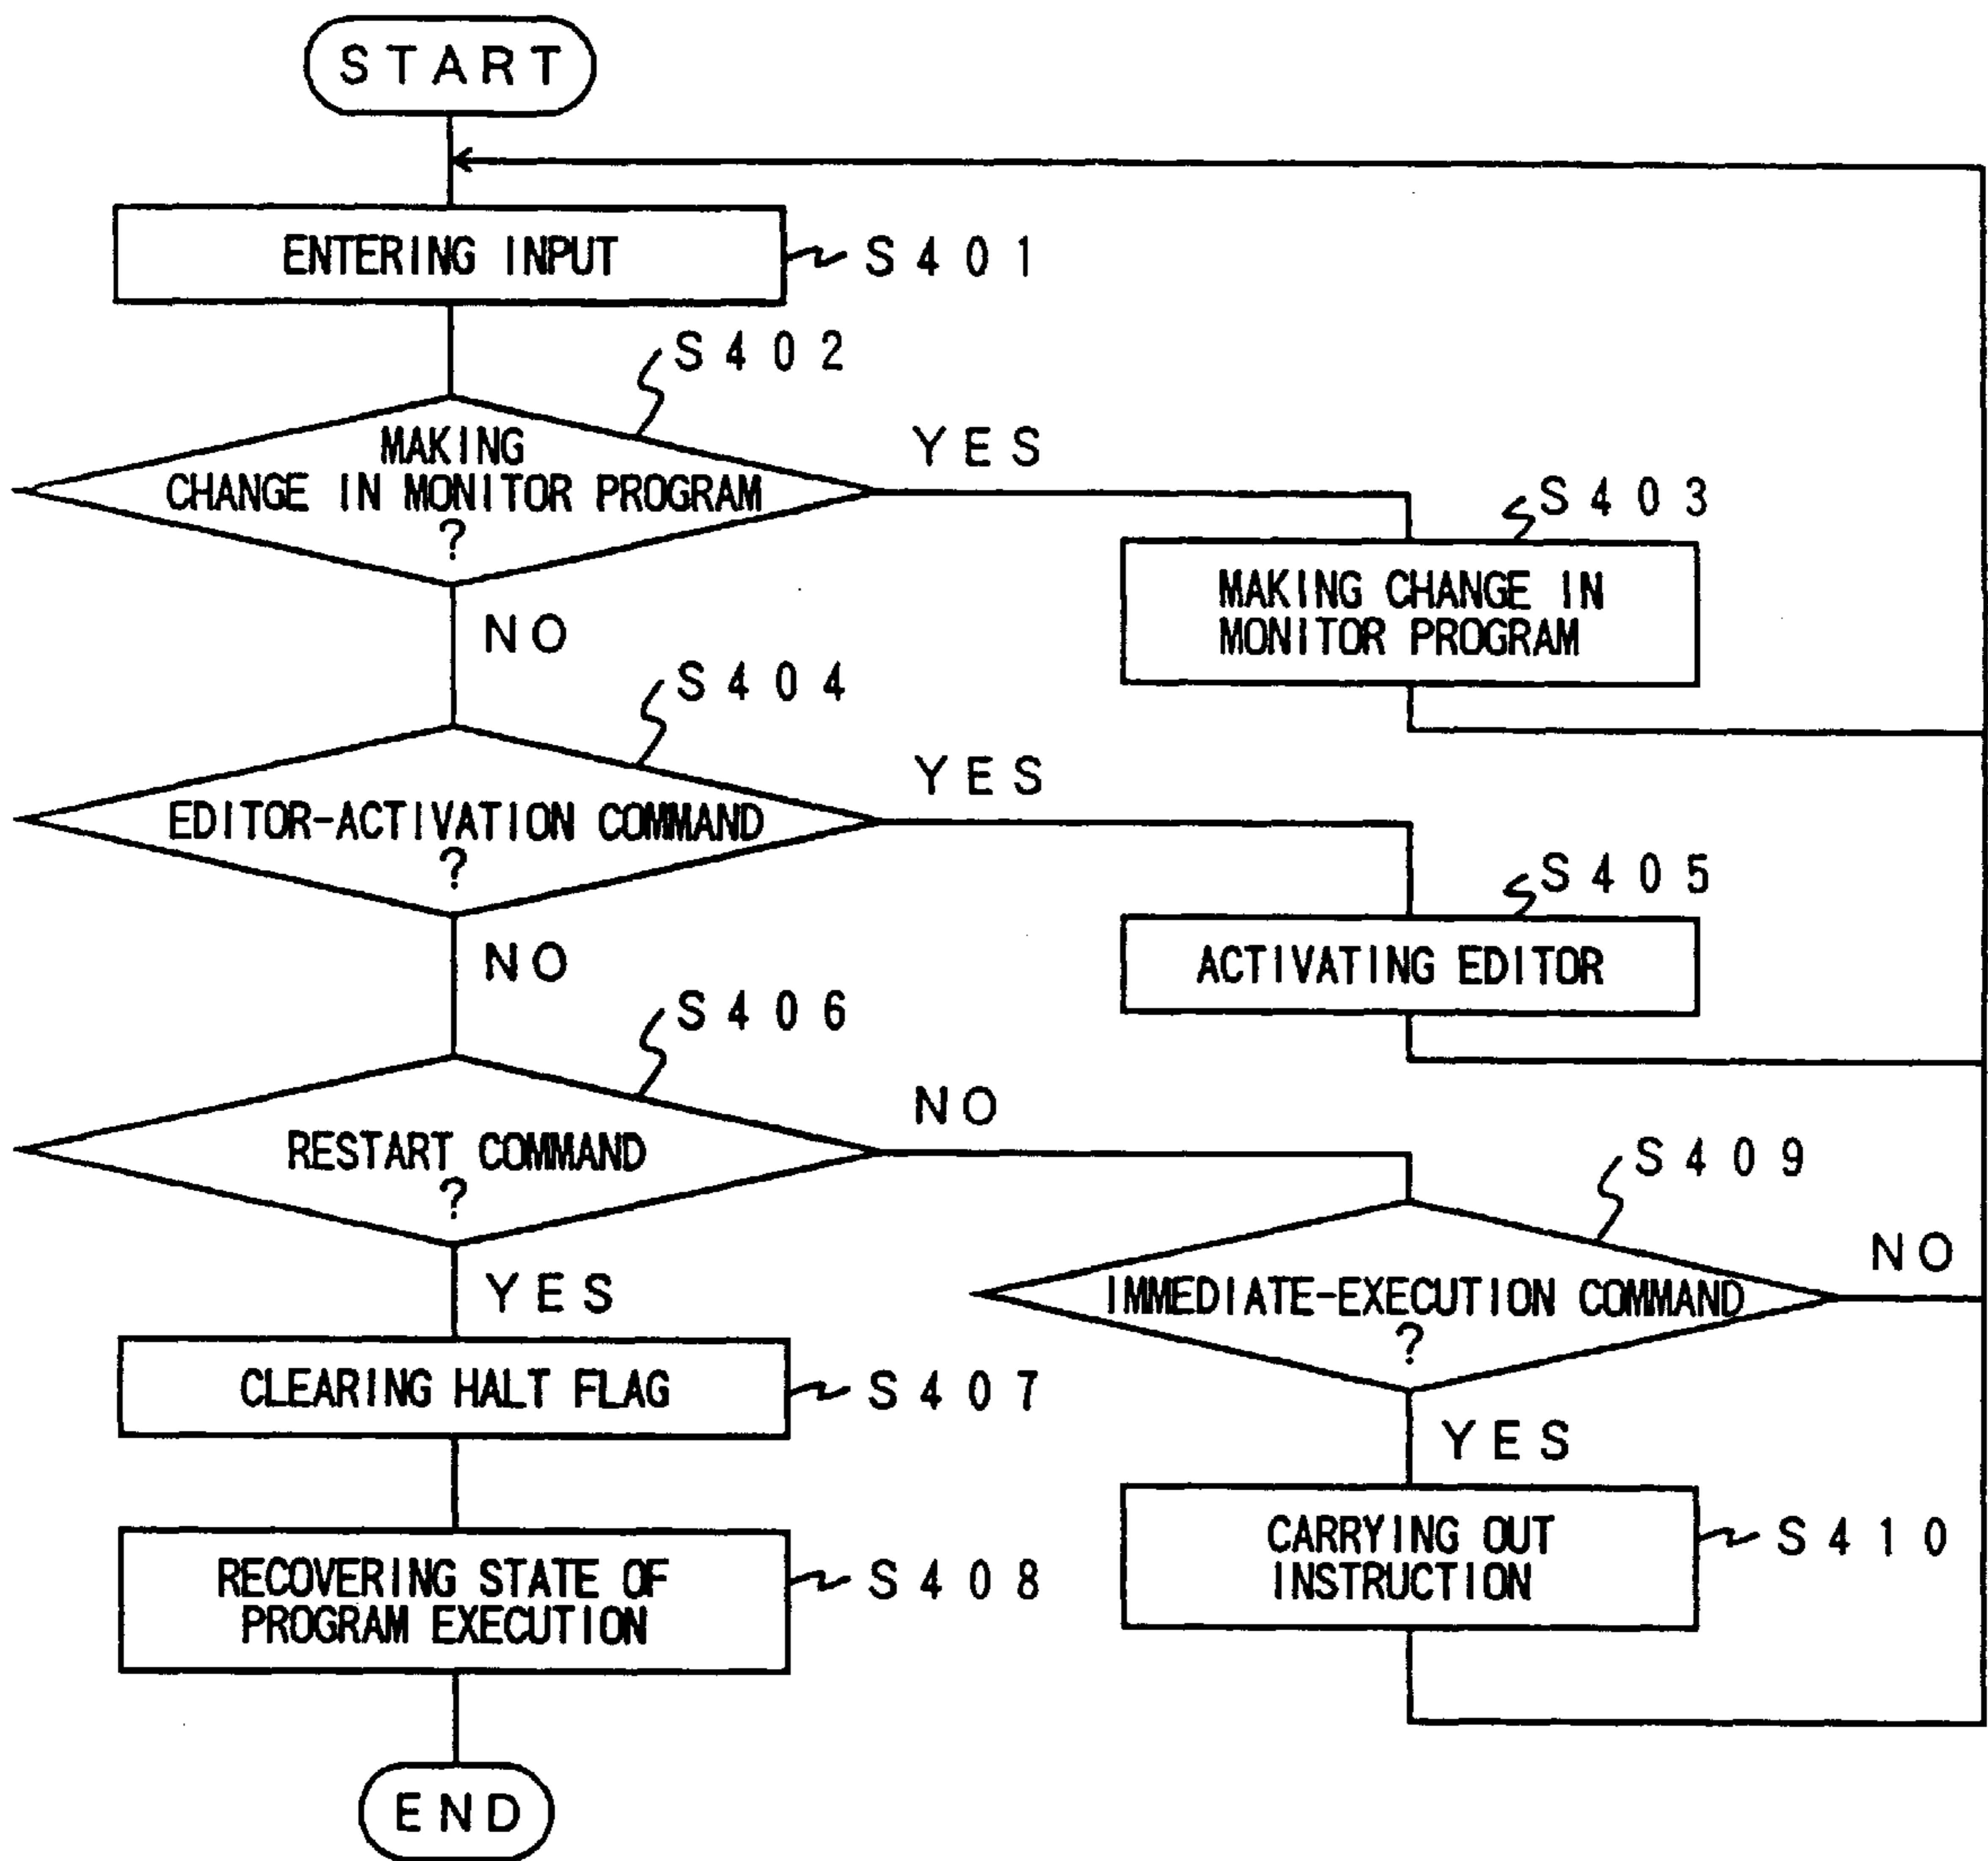 START
ENTERING INPUT
S401
S402
MAKING
CHANGE IN MONITOR PROGRAM
?
YES
S403
MAKING CHANGE IN
MONITOR PROGRAM
NO
S404
EDITOR-ACTIVATION COMMAND
?
YES
S405
ACTIVATING EDITOR
NO
S406
RESTART COMMAND
?
NO
S409
IMMEDIATE-EXECUTION COMMAND
?
NO
YES
CLEARING HALT FLAG
S407
YES
CARRYING OUT
INSTRUCTION
S410
RECOVERING STATE OF
PROGRAM EXECUTION
S408
END